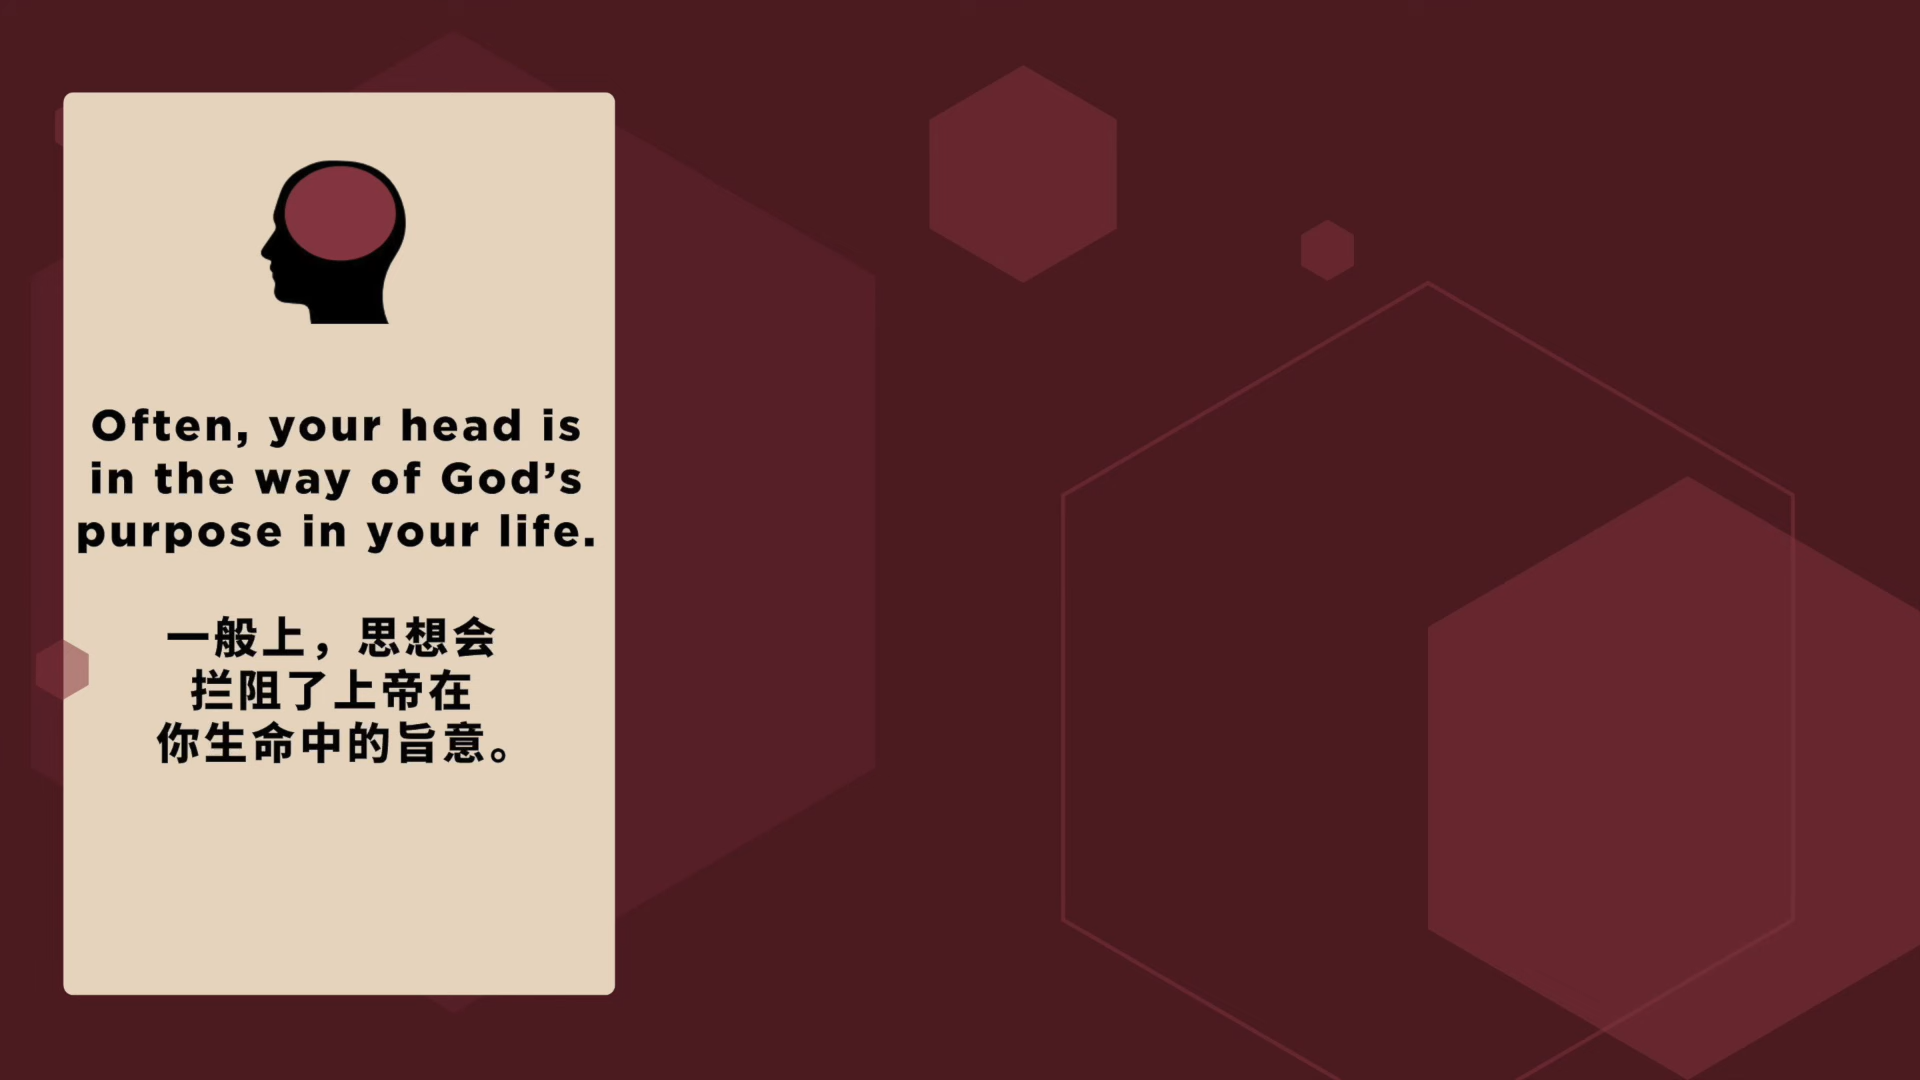 Often, your head is
in the way of God’s
purpose in your life.
一般上，思想会
拦阻了上帝在
你生命中的旨意。